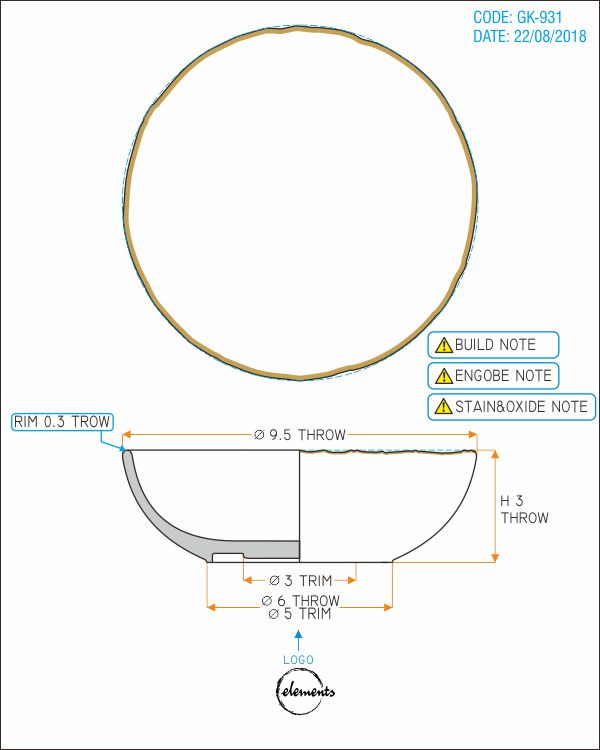 CODE: GK-931
DATE: 22/08/2018
BUILD NOTE
ENGOBE NOTE
STAIN&OXIDE NOTE
RIM 0.3 TROW
Ø 9.5 THROW
H 3
THROW
Ø 3 TRIM
Ø 6 THROW
Ø 5 TRIM
LOGO
elements